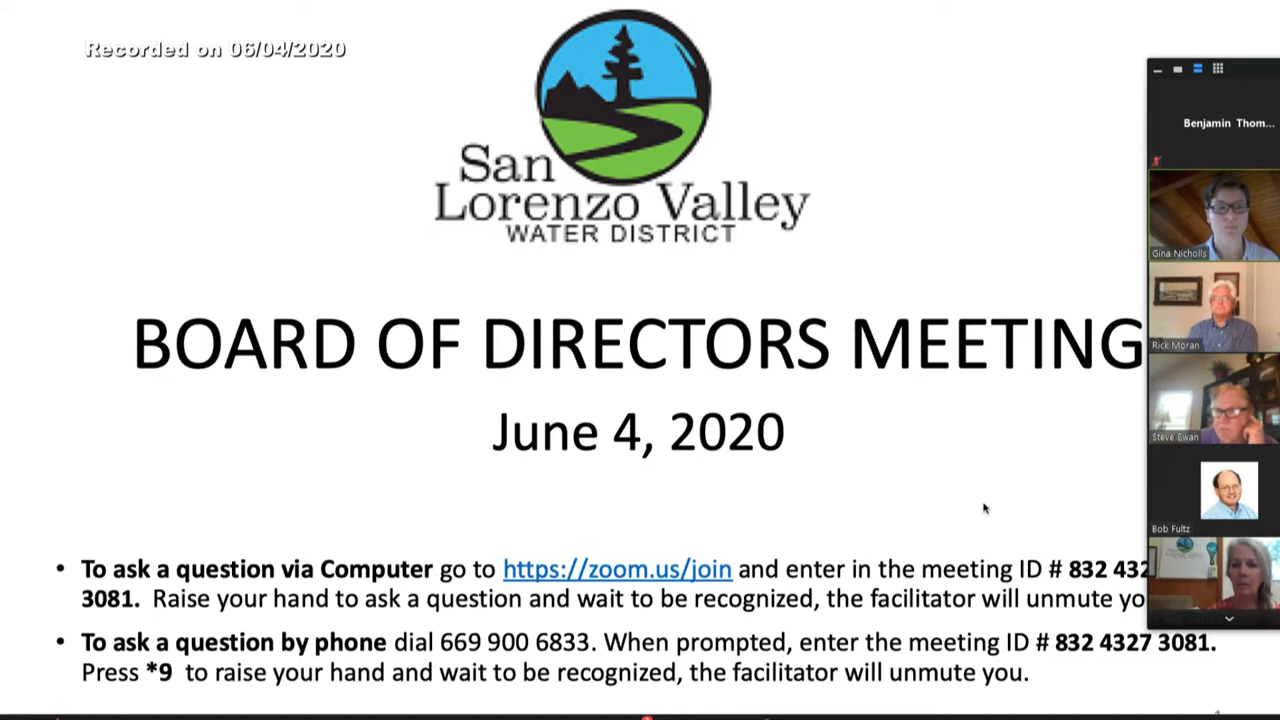 Recorded on 06/04/2020
San
Lorenzo Valley
WATER DISTRICT
BOARD OF DIRECTORS MEETING
June 4, 2020
• To ask a question via Computer go to https://zoom.us/join and enter in the meeting ID # 832 432
3081. Raise your hand to ask a question and wait to be recognized, the facilitator will unmute yo
• To ask a question by phone dial 669 900 6833. When prompted, enter the meeting ID # 832 4327 3081.
Press *9 to raise your hand and wait to be recognized, the facilitator will unmute you.
Benjamin Thom...
Gina Nicholls
Rick Moran
Steve Swan
Bob Fultz